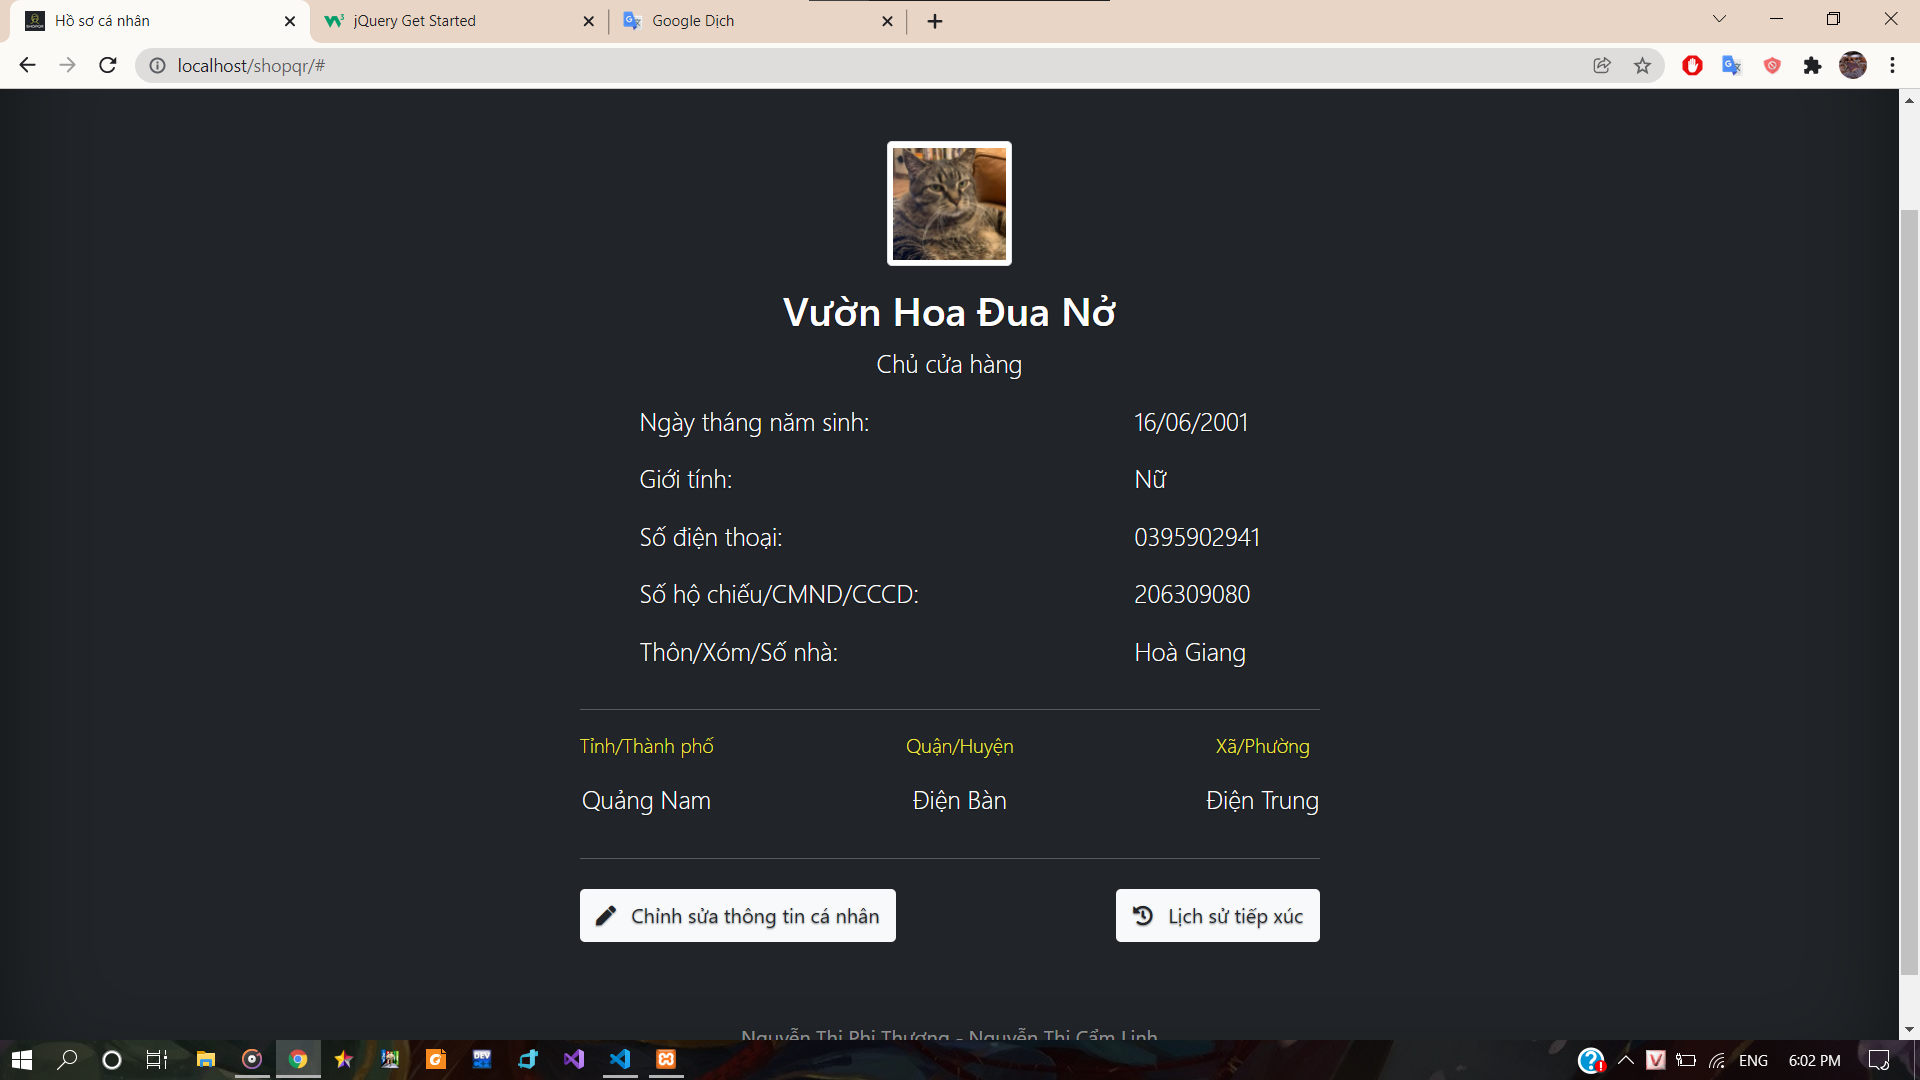 Hồ sơ cá nhân
jQuery Get Started
Google Dịch
localhost/shopqr/#
Vườn Hoa Đua Nở
Chủ cửa hàng
Ngày tháng năm sinh: 16/06/2001
Giới tính: Nữ
Số điện thoại: 0395902941
Số hộ chiếu/CMND/CCCD: 206309080
Thôn/Xóm/Số nhà: Hoà Giang
Tỉnh/Thành phố Quận/Huyện Xã/Phường
Quảng Nam Điện Bàn Điện Trung
Chỉnh sửa thông tin cá nhân Lịch sử tiếp xúc
Nguyễn Thị Phi Thương - Nguyễn Thị Cẩm Linh
ENG 6:02 PM